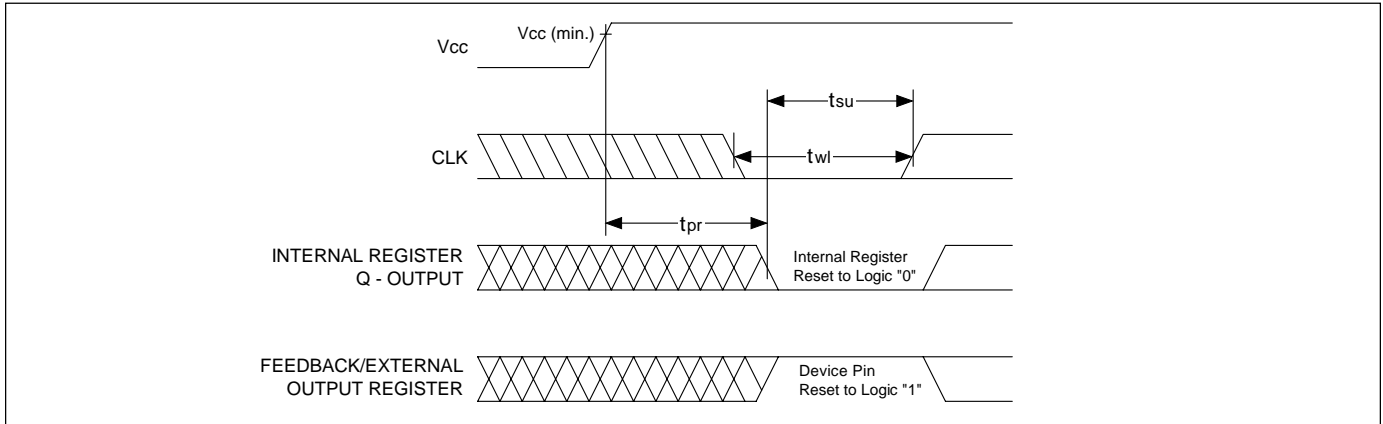 Vcc
Vcc (min.)
tsu
CLK
twl
tpr
INTERNAL REGISTER
Q - OUTPUT
Internal Register
Reset to Logic "0"
FEEDBACK/EXTERNAL
OUTPUT REGISTER
Device Pin
Reset to Logic "1"